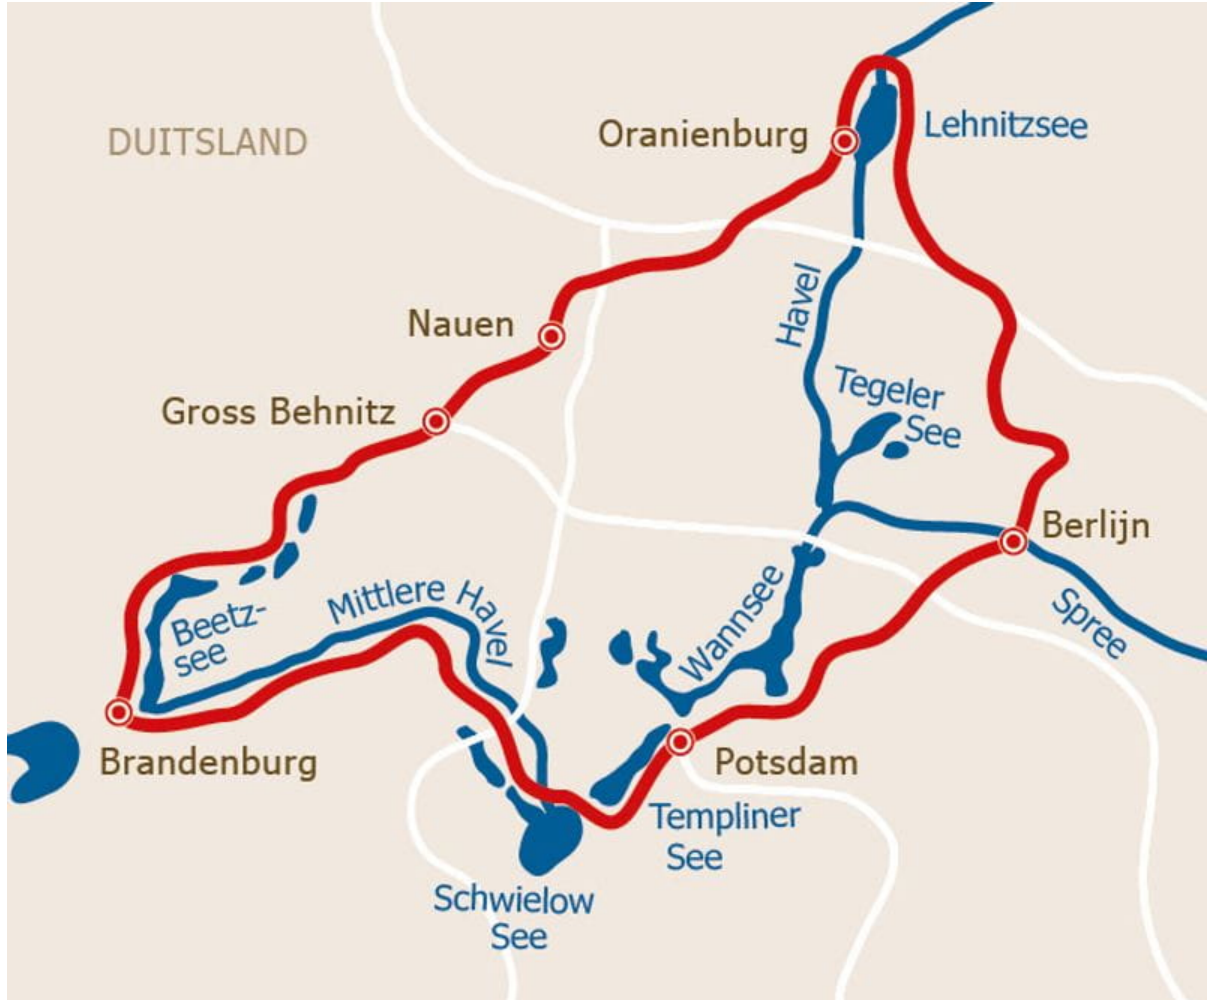 DUITSLAND
Oranienburg
Lehnitzsee
Havel
Nauen
Tegeler
See
Gross Behnitz
Berlijn
Mittlere Havel
Wannsee
Spree
Beetz-
see
Brandenburg
Potsdam
Templiner
See
Schwielow
See